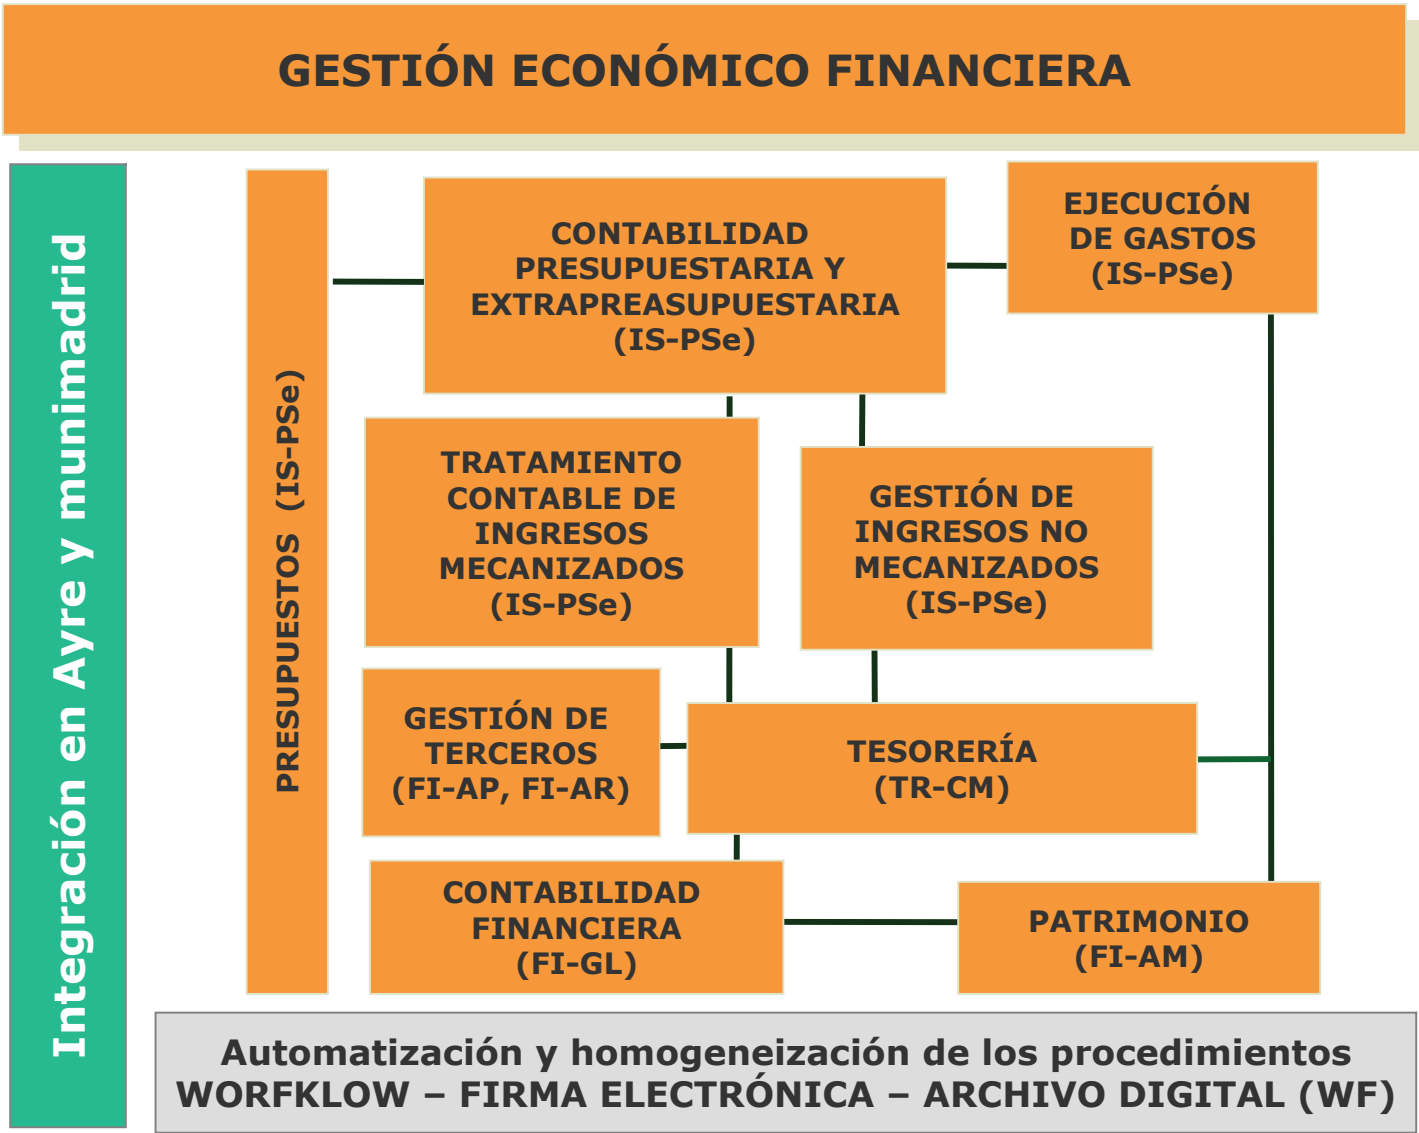 GESTIÓN ECONÓMICO FINANCIERA
Integración en Ayre y munimadrid
PRESUPUESTOS (IS-PSe)
CONTABILIDAD
PRESUPUESTARIA Y
EXTRAPREASUPUESTARIA
(IS-PSe)
EJECUCIÓN
DE GASTOS
(IS-PSe)
TRATAMIENTO
CONTABLE DE
INGRESOS
MECANIZADOS
(IS-PSe)
GESTIÓN DE
INGRESOS NO
MECANIZADOS
(IS-PSe)
GESTIÓN DE
TERCEROS
(FI-AP, FI-AR)
TESORERÍA
(TR-CM)
CONTABILIDAD
FINANCIERA
(FI-GL)
PATRIMONIO
(FI-AM)
Automatización y homogeneización de los procedimientos
WORFKLOW – FIRMA ELECTRÓNICA – ARCHIVO DIGITAL (WF)